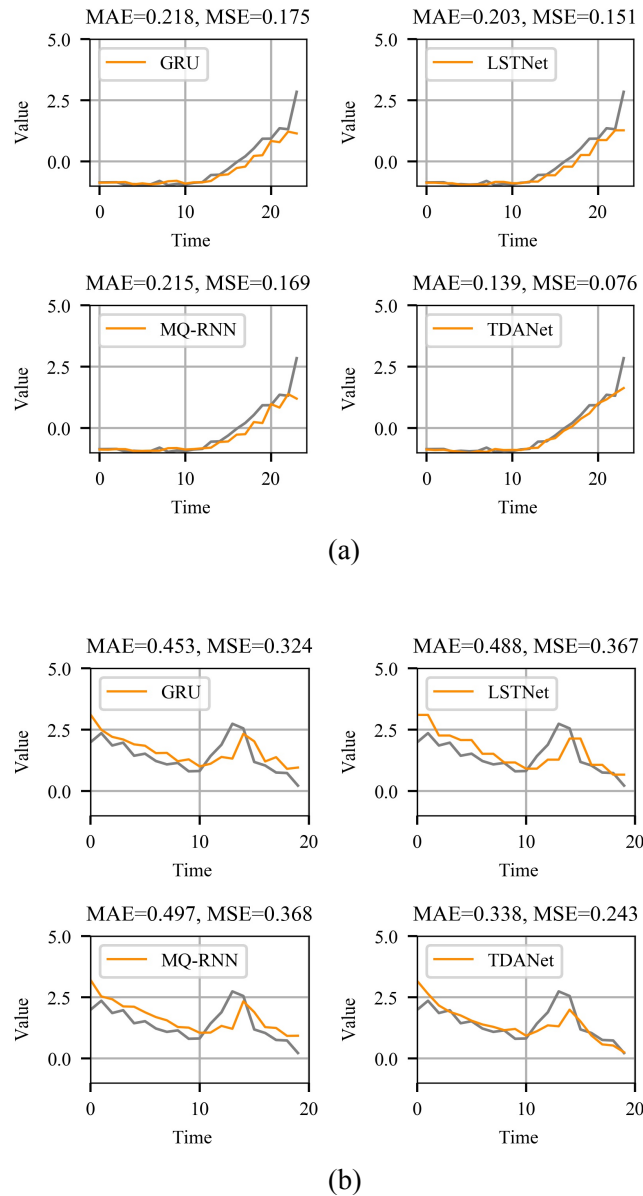 MAE=0.218, MSE=0.175
5.0
2.5
0.0
Value
GRU
0
10
20
Time
MAE=0.203, MSE=0.151
5.0
2.5
0.0
Value
LSTNet
0
10
20
Time
MAE=0.215, MSE=0.169
5.0
2.5
0.0
Value
MQ-RNN
0
10
20
Time
MAE=0.139, MSE=0.076
5.0
2.5
0.0
Value
TDANet
0
10
20
Time
(a)
MAE=0.453, MSE=0.324
5.0
2.5
0.0
Value
GRU
0
10
20
Time
MAE=0.488, MSE=0.367
5.0
2.5
0.0
Value
LSTNet
0
10
20
Time
MAE=0.497, MSE=0.368
5.0
2.5
0.0
Value
MQ-RNN
0
10
20
Time
MAE=0.338, MSE=0.243
5.0
2.5
0.0
Value
TDANet
0
10
20
Time
(b)